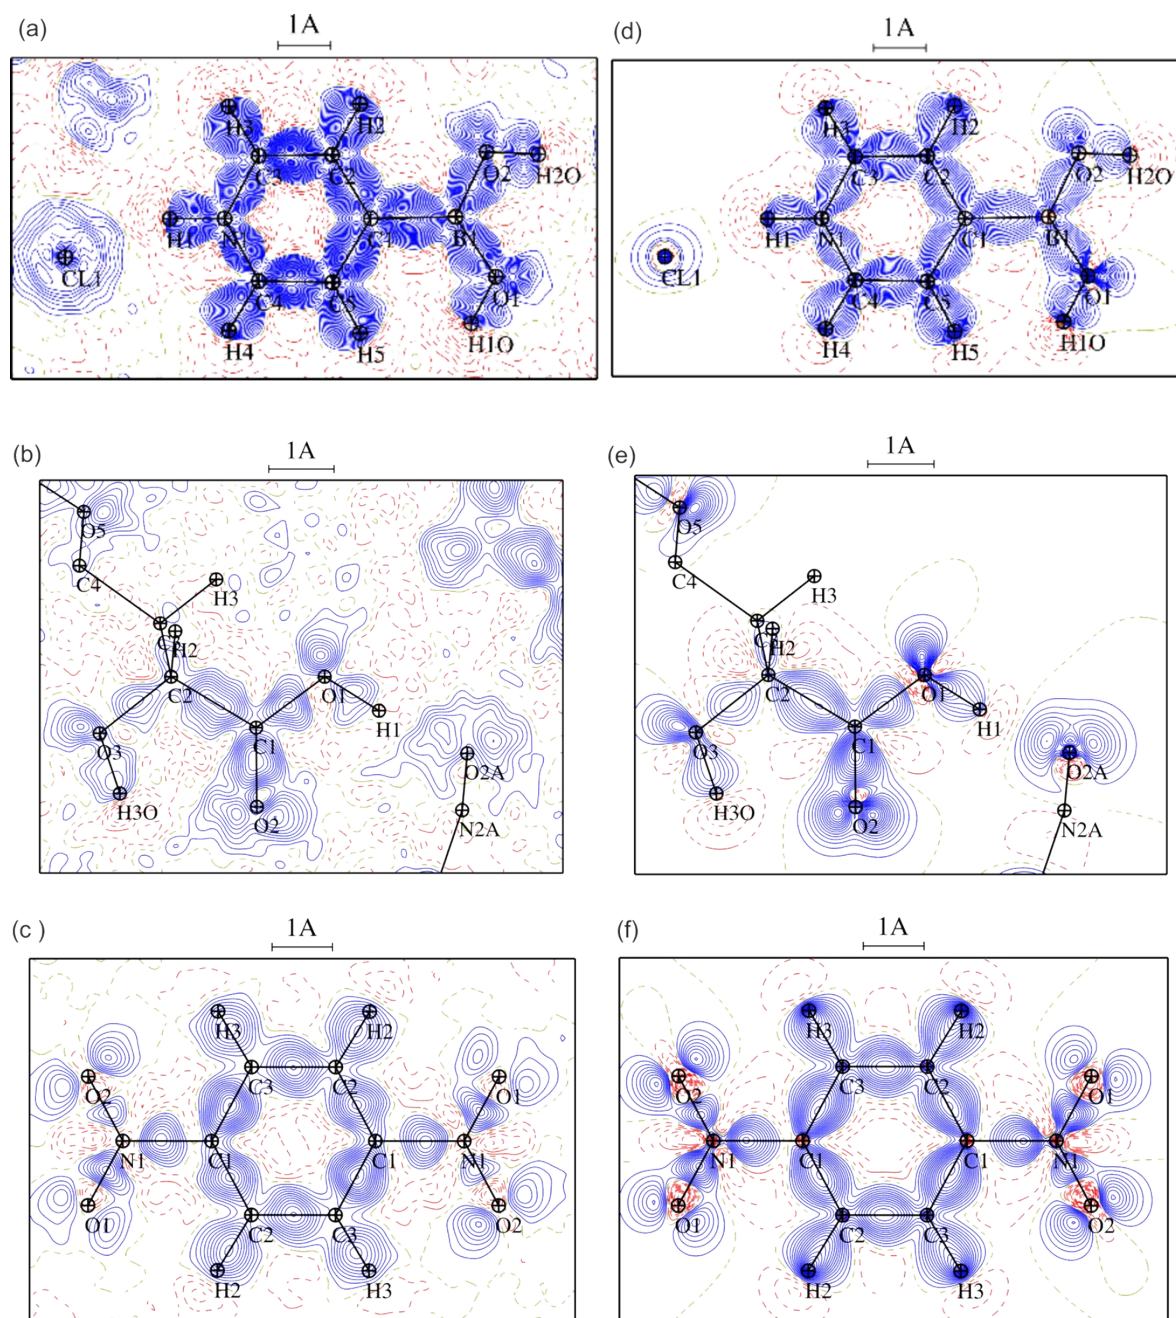 (a)
1A
H3
H2
C3
C2
O2
H2O
H1
N1
C1
B1
CL1
C4
C5
O1
H4
H5
H1O
(d)
1A
H3
H2
C3
C2
O2
H2O
H1
N1
C1
B1
CL1
C4
C5
O1
H4
H5
H1O
(b)
1A
O5
C4
H3
C
H2
C2
O1
H1
O3
C1
O2A
H3O
O2
N2A
(e)
1A
O5
C4
H3
C
H2
C2
O1
H1
O3
C1
O2A
H3O
O2
N2A
(c )
1A
H3
H2
C3
C2
O2
O1
N1
C1
C1
N1
O1
C2
C3
O2
H2
H3
(f)
1A
H3
H2
C3
C2
O2
O1
N1
C1
C1
N1
O1
C2
C3
O2
H2
H3